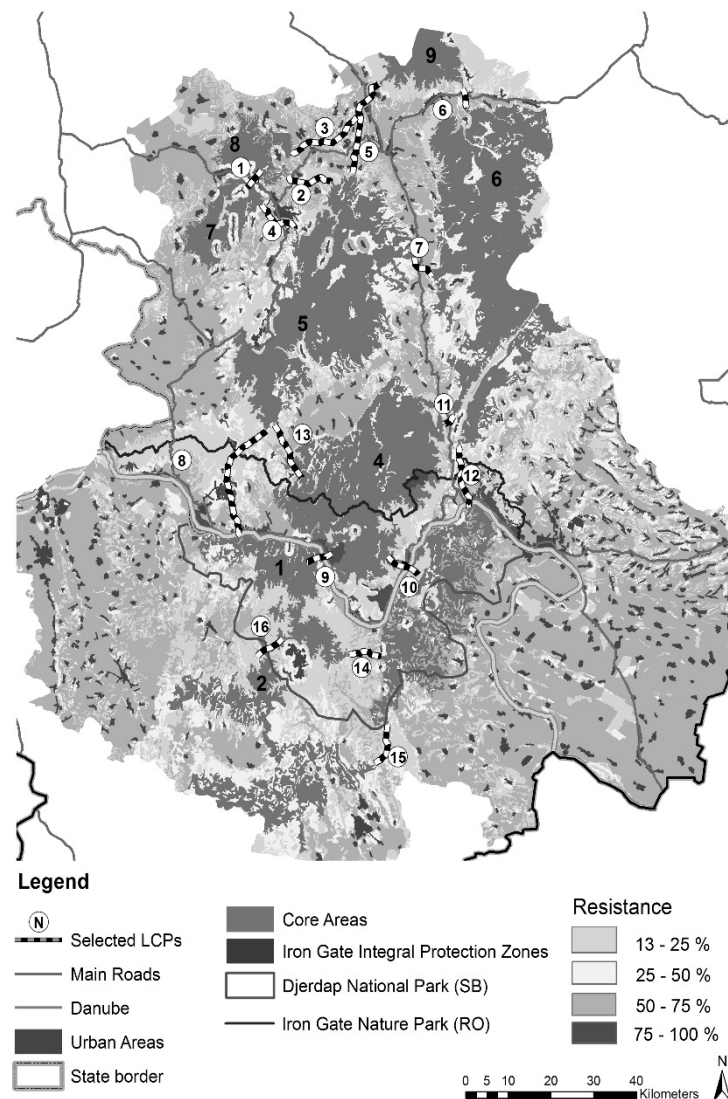 9
3
6
8
1
5
2
6
7
4
7
5
11
13
4
8
12
1
9
10
16
14
2
15
Legend
N
Selected LCPs
Main Roads
Danube
Urban Areas
State border
Core Areas
Iron Gate Integral Protection Zones
Djerdap National Park (SB)
Iron Gate Nature Park (RO)
Resistance
13 - 25 %
25 - 50 %
50 - 75 %
75 - 100 %
N
0 5 10 20 30 40
Kilometers